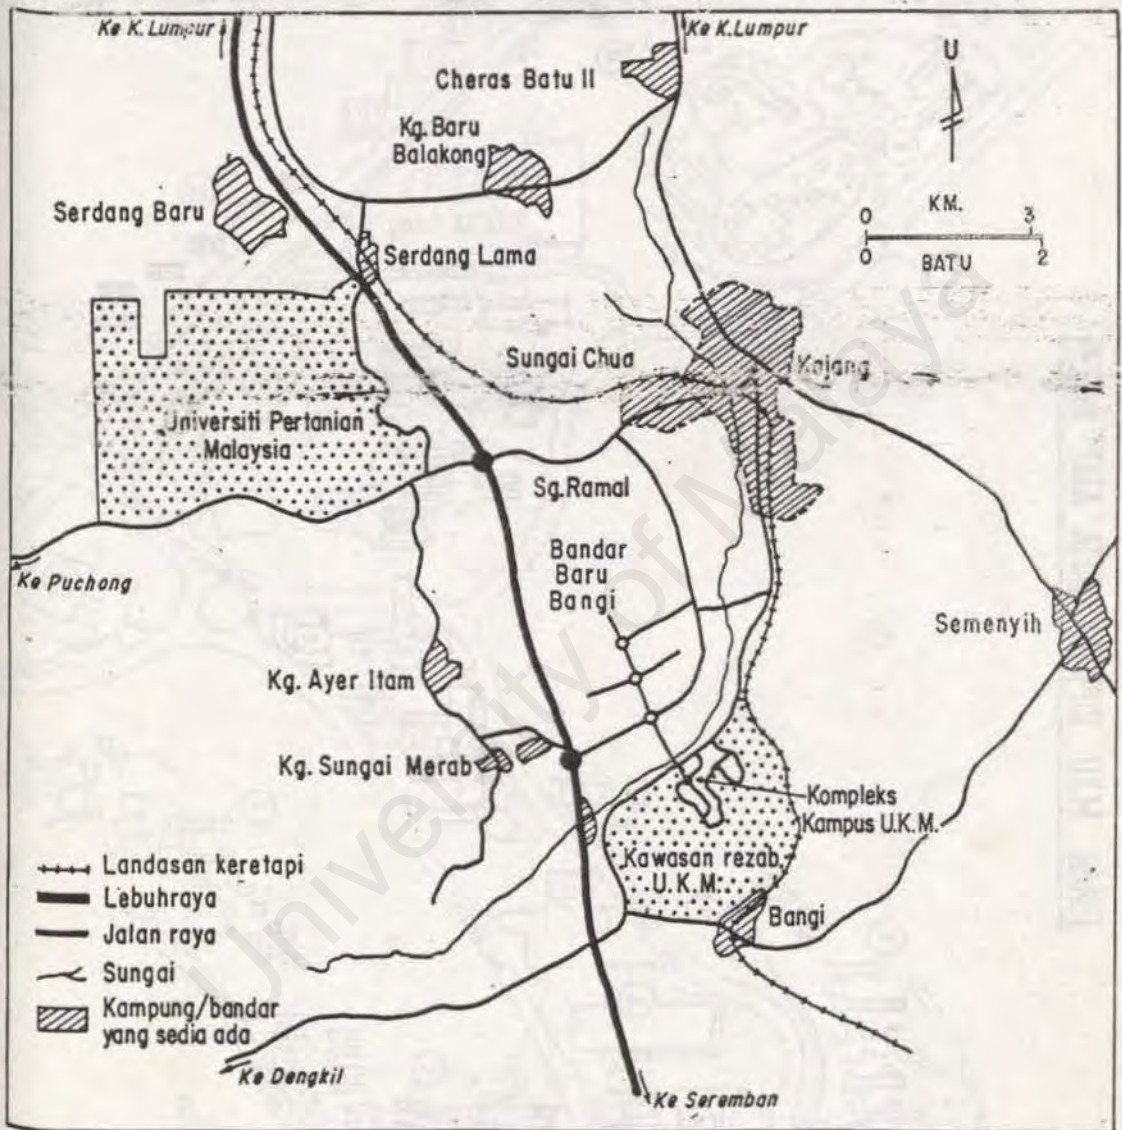 Ke K. Lumpur
Ke K. Lumpur
U
Cheras Batu II
Kg. Baru
Balakong
KM.
0 3
0 BATU 2
Serdang Baru
Serdang Lama
Sungai Chua
Kajang
Universiti Pertanian
Malaysia
Sg. Ramal
Bandar
Baru
Bangi
Ke Puchong
Semenyih
Kg. Ayer Itam
Kg. Sungai Merab
Kompleks
Kampus U.K.M.
Kawasan rezab
U.K.M.
Bangi
Landasan keretapi
Lebuhraya
Jalan raya
Sungai
Kampung/bandar
yang sedia ada
Ke Dengkil
Ke Seremban
University of Malaya